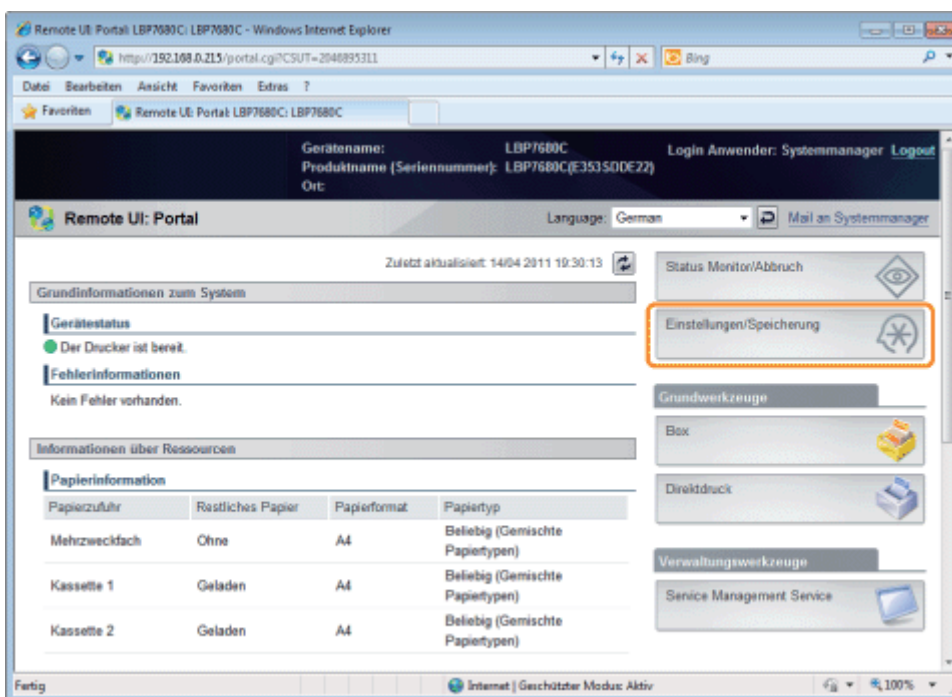 Remote UI: Portal: LBP7680C: LBP7680C - Windows Internet Explorer
http://192.168.0.215/portal.cgi?CSUT=2046895311
Bing
Datei Bearbeiten Ansicht Favoriten Extras ?
Favoriten Remote UI: Portal: LBP7680C: LBP7680C
Gerätename: LBP7680C
Login Anwender: Systemmanager Logout
Produktname (Seriennummer): LBP7680C(E353SDDE22)
Ort:
Remote UI: Portal
Language: German
Mail an Systemmanager
Zuletzt aktualisiert: 14/04 2011 19:30:13
Grundinformationen zum System
Gerätestatus
Der Drucker ist bereit.
Fehlerinformationen
Kein Fehler vorhanden.
Informationen über Ressourcen
Papierinformation
Papierzufuhr Restliches Papier Papierformat Papiertyp
Mehrzweckfach Ohne A4 Beliebig (Gemischte
Papiertypen)
Kassette 1 Geladen A4 Beliebig (Gemischte
Papiertypen)
Kassette 2 Geladen A4 Beliebig (Gemischte
Papiertypen)
Status Monitor/Abbruch
Einstellungen/Speicherung
Grundwerkzeuge
Box
Direktdruck
Verwaltungswerkzeuge
Service Management Service
Fertig
Internet | Geschützter Modus: Aktiv
100%